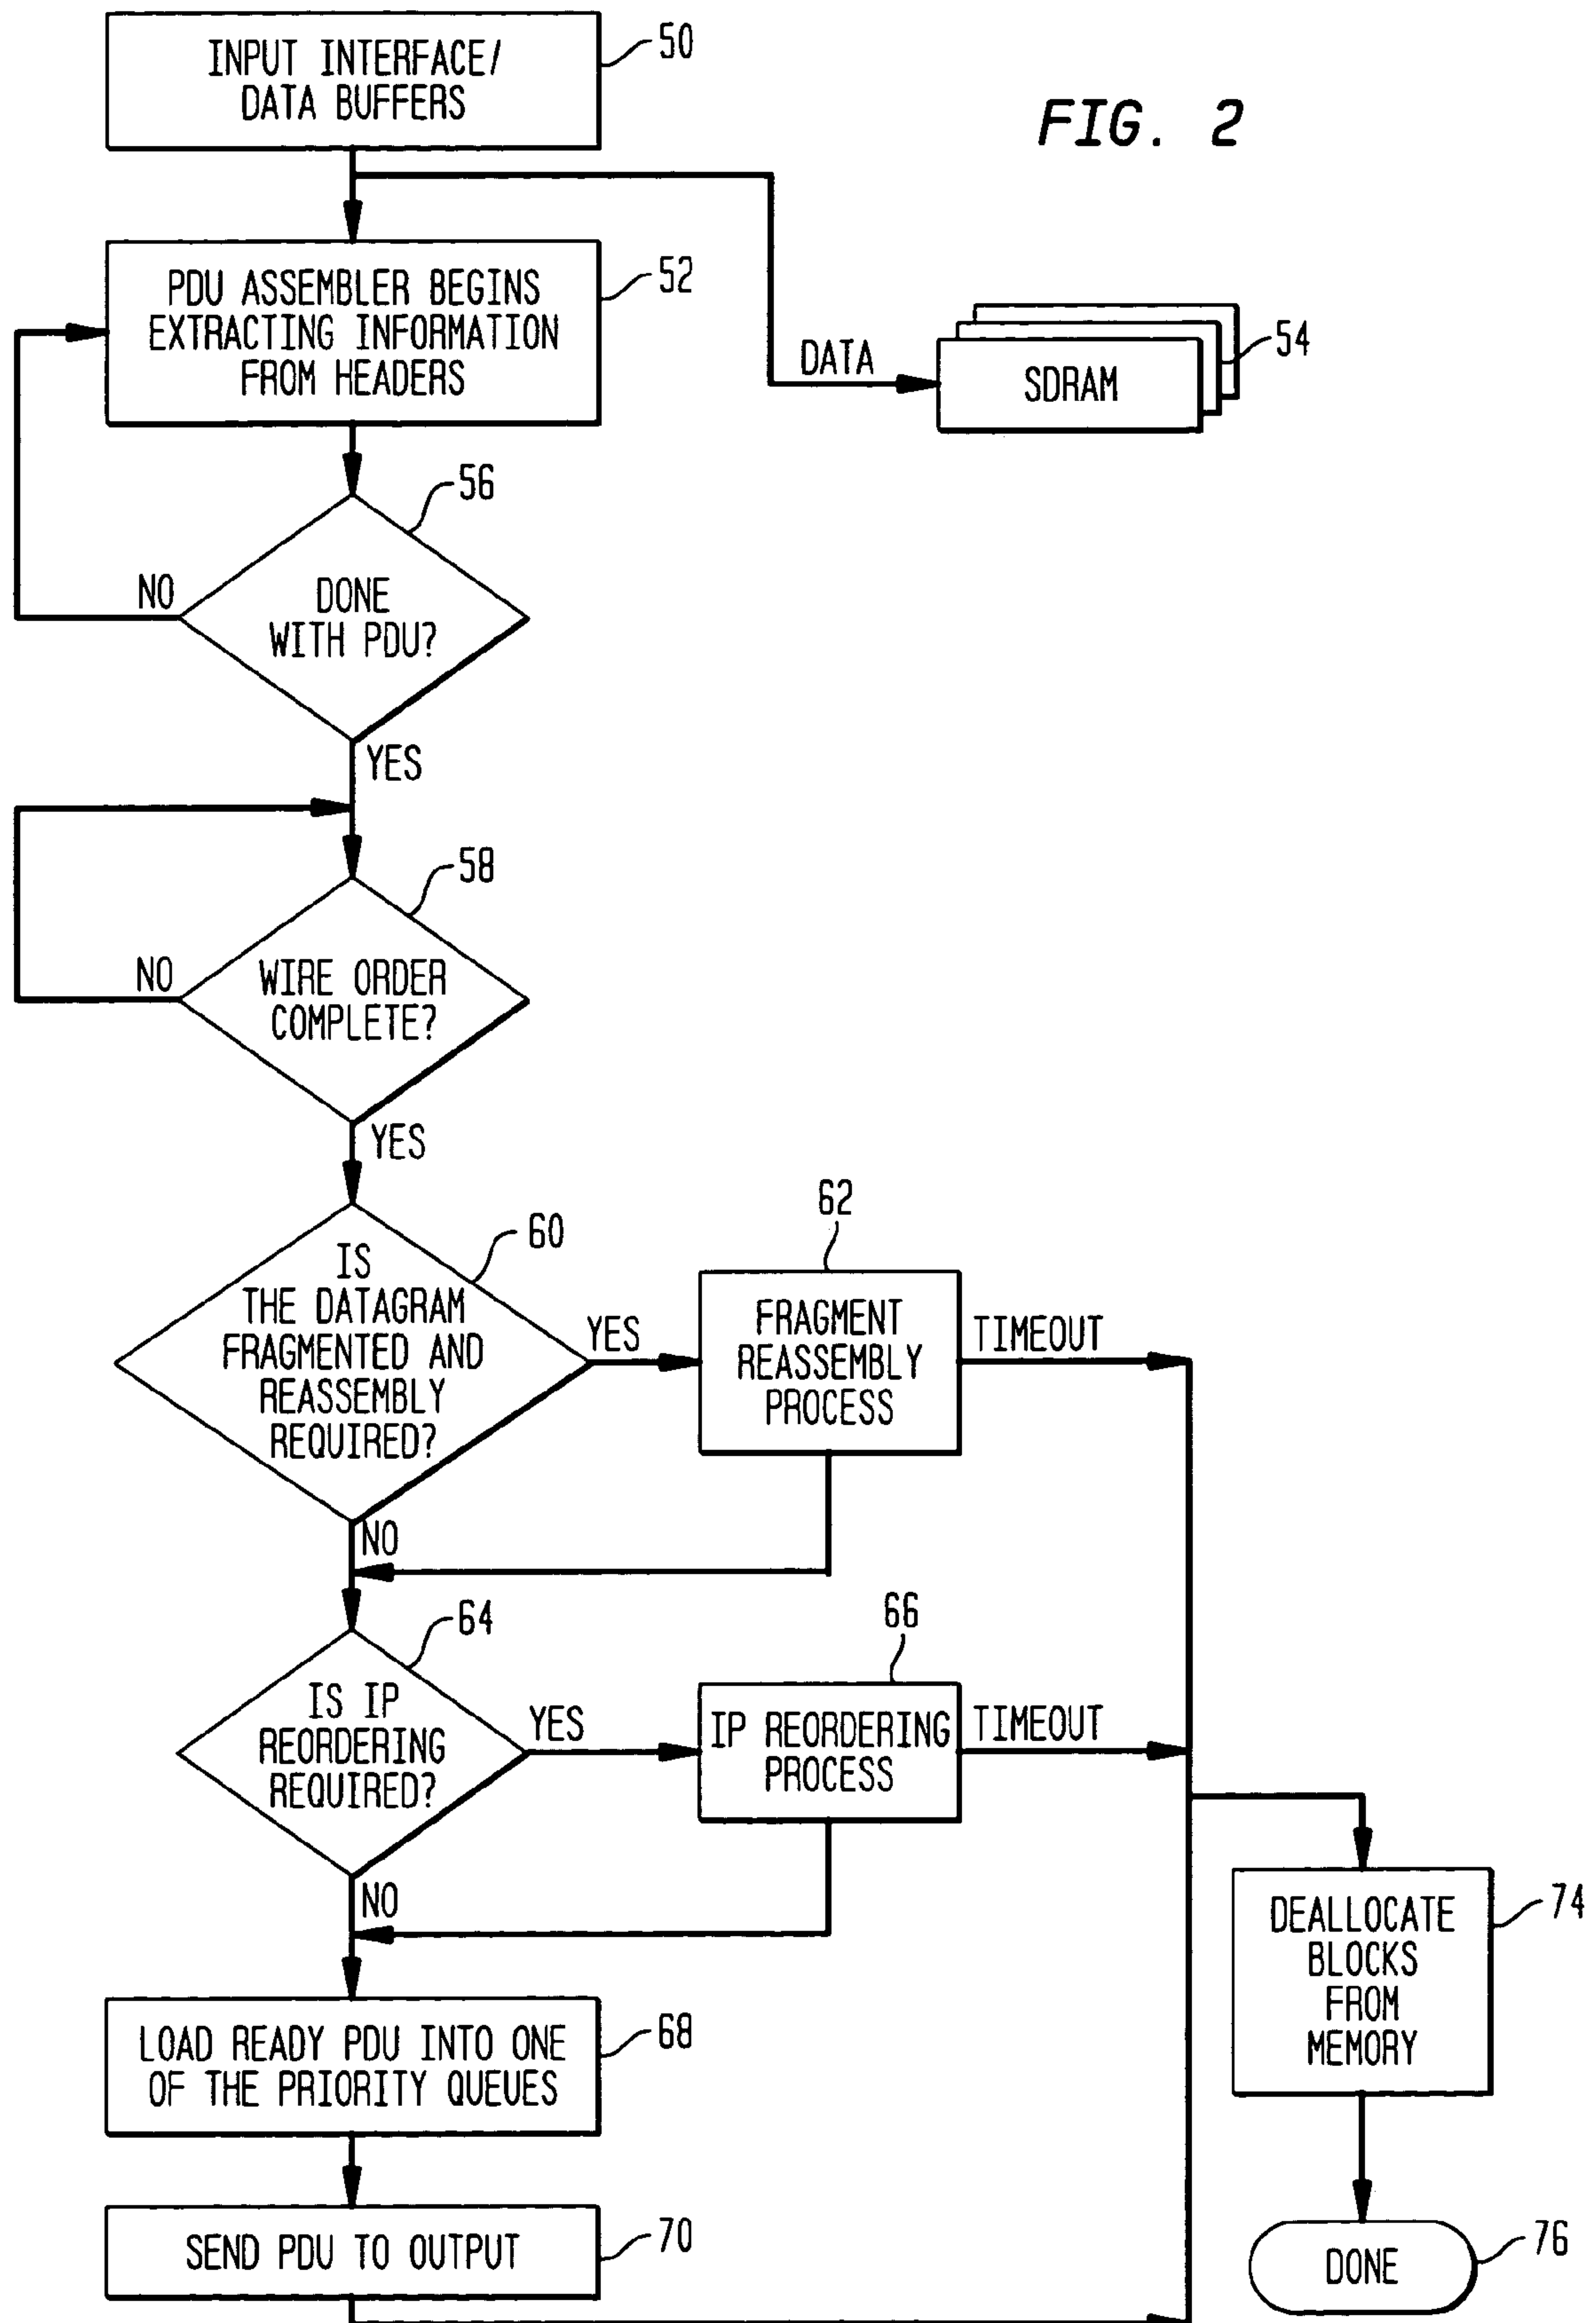 INPUT INTERFACE/
DATA BUFFERS
50
FIG. 2
PDU ASSEMBLER BEGINS
EXTRACTING INFORMATION
FROM HEADERS
52
DATA
SDRAM
54
56
DONE
WITH PDU?
NO
YES
58
WIRE ORDER
COMPLETE?
NO
YES
60
IS
THE DATAGRAM
FRAGMENTED AND
REASSEMBLY
REQUIRED?
YES
62
FRAGMENT
REASSEMBLY
PROCESS
TIMEOUT
NO
64
IS IP
REORDERING
REQUIRED?
YES
66
IP REORDERING
PROCESS
TIMEOUT
NO
LOAD READY PDU INTO ONE
OF THE PRIORITY QUEUES
68
SEND PDU TO OUTPUT
70
DEALLOCATE
BLOCKS
FROM
MEMORY
74
DONE
76